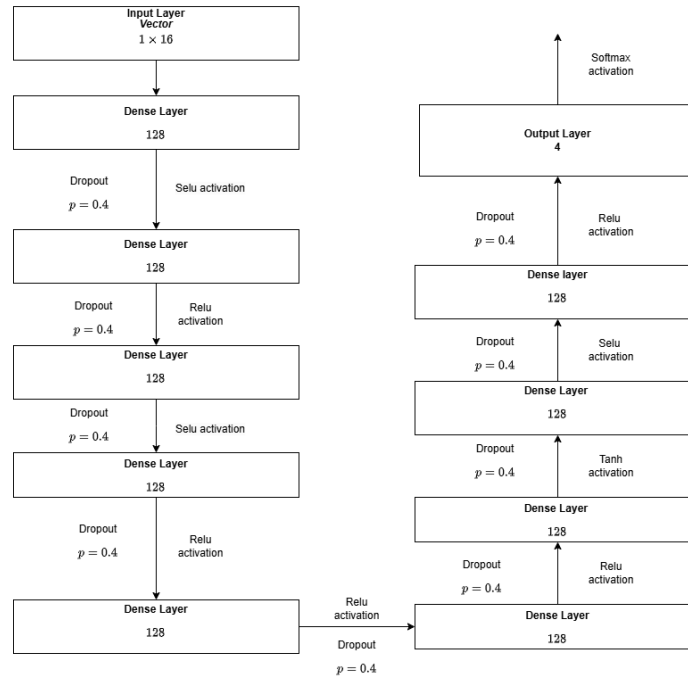 Input Layer
Vector
1 × 16
Dense Layer
128
Dropout
p = 0.4
Selu activation
Dense Layer
128
Dropout
p = 0.4
Relu
activation
Dense Layer
128
Dropout
p = 0.4
Selu activation
Dense Layer
128
Dropout
p = 0.4
Relu
activation
Dense Layer
128
Relu
activation
Dropout
p = 0.4
Dense Layer
128
Dropout
p = 0.4
Relu
activation
Dense Layer
128
Dropout
p = 0.4
Tanh
activation
Dense Layer
128
Dropout
p = 0.4
Selu
activation
Dense layer
128
Dropout
p = 0.4
Relu
activation
Output Layer
4
Softmax
activation